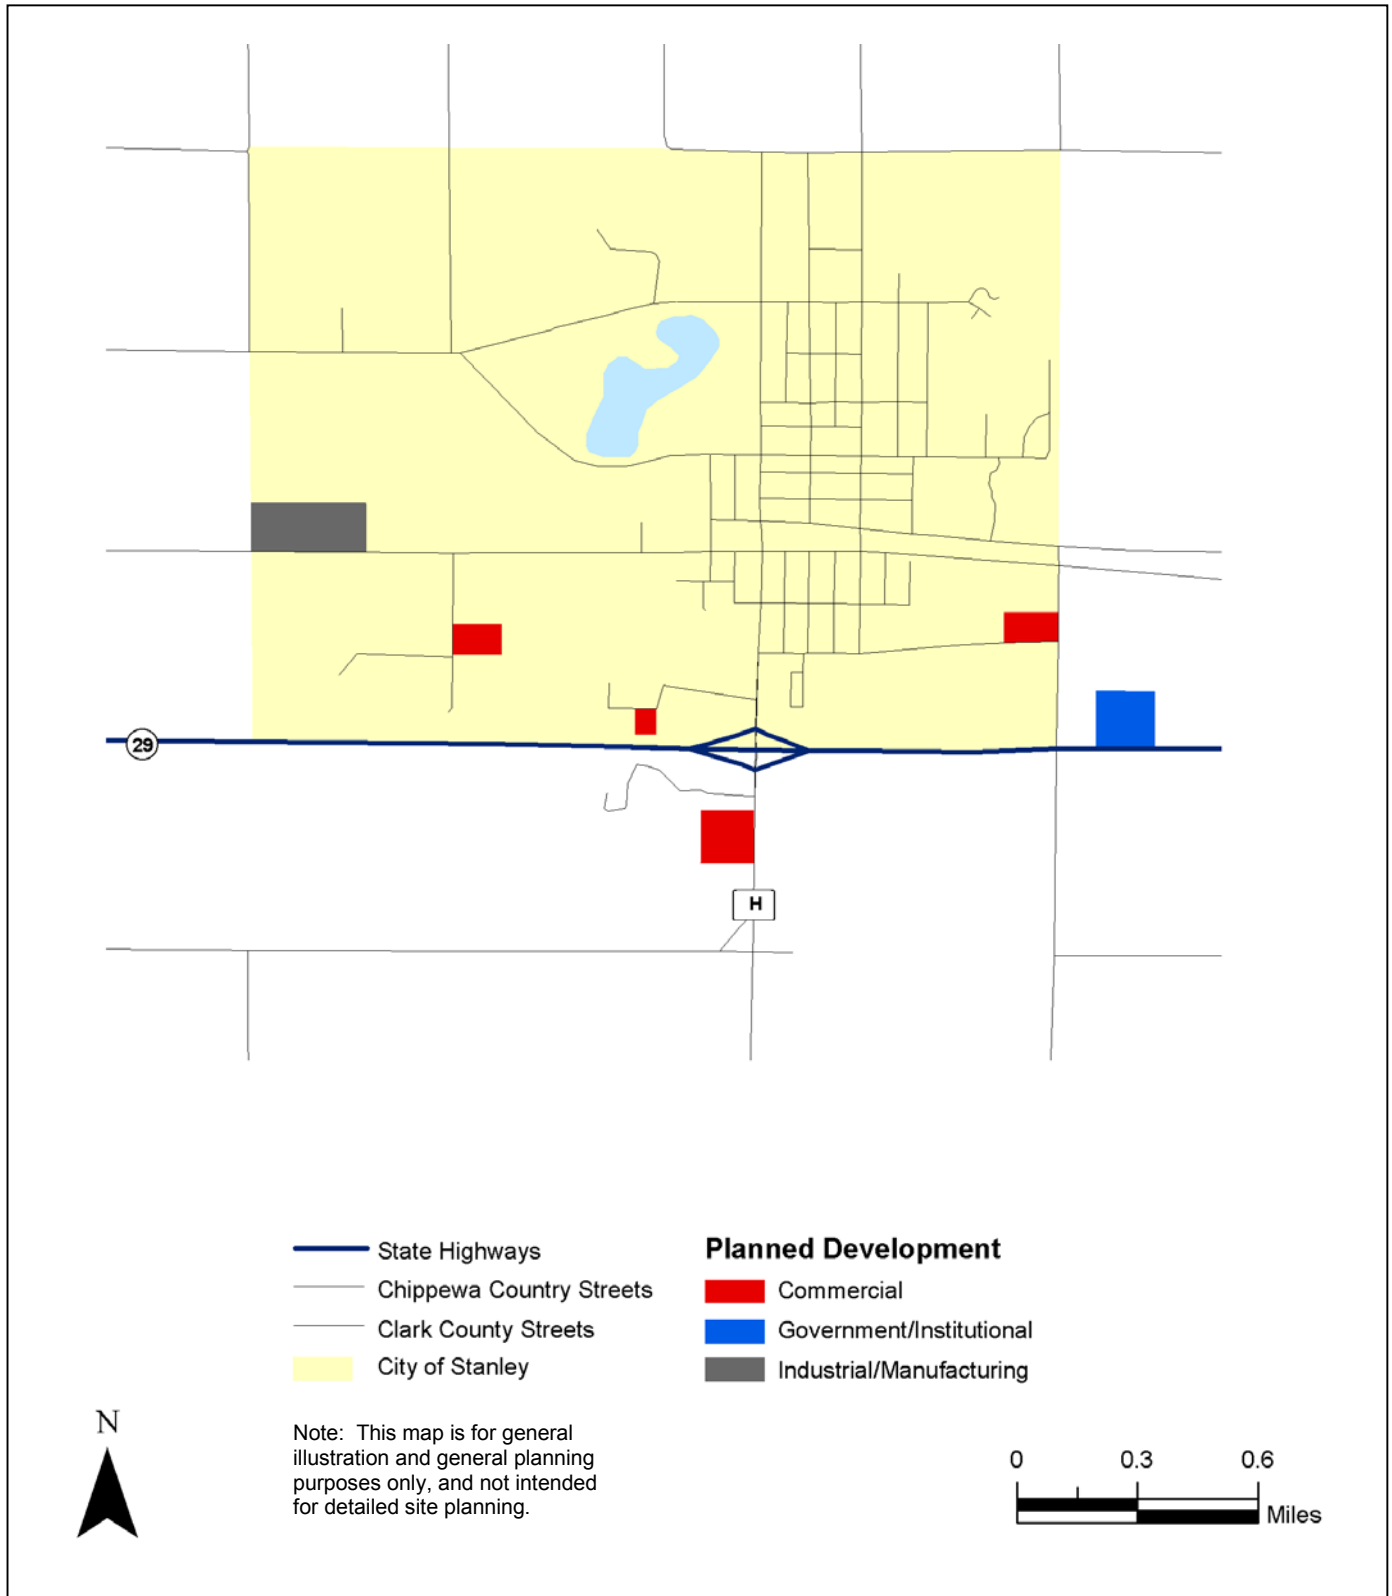 29
H
State Highways
Chippewa Country Streets
Clark County Streets
City of Stanley
Planned Development
Commercial
Government/Institutional
Industrial/Manufacturing
N
Note: This map is for general
illustration and general planning
purposes only, and not intended
for detailed site planning.
0 0.3 0.6
Miles